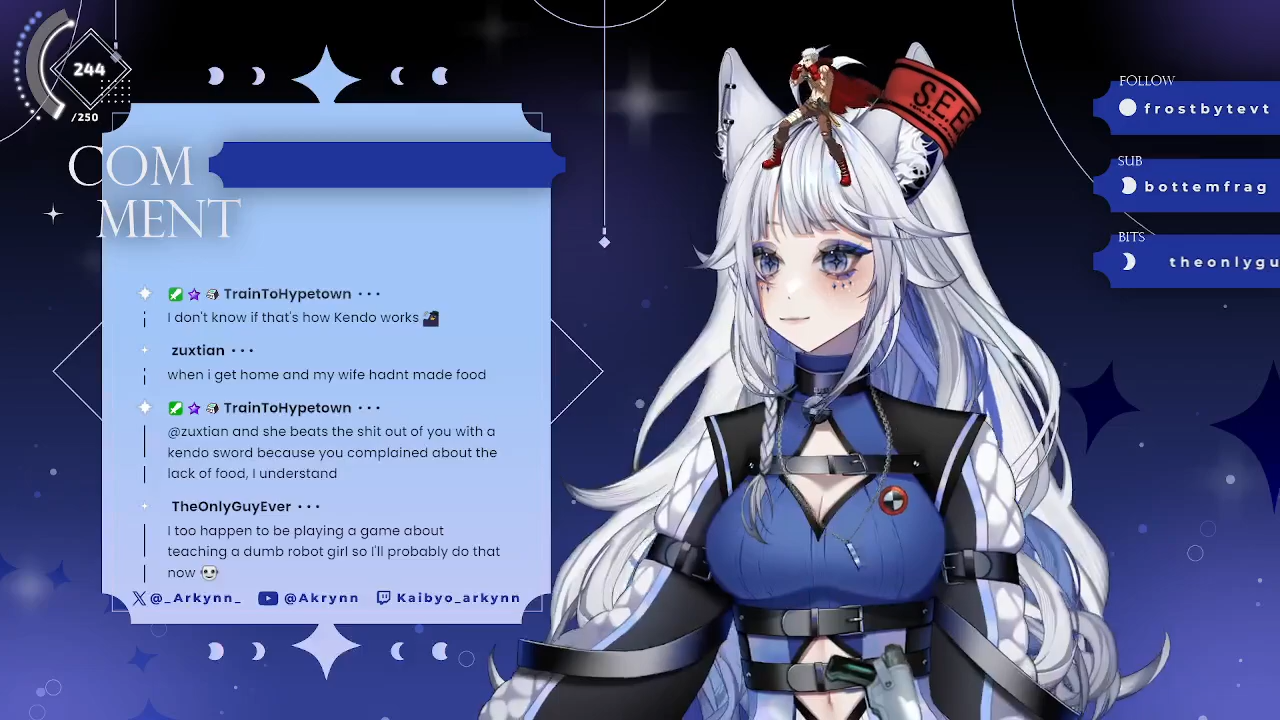 244
/250
COM
MENT
TrainToHypetown
I don't know if that's how Kendo works
zuxtian
when i get home and my wife hadnt made food
TrainToHypetown
@zuxtian and she beats the shit out of you with a
kendo sword because you complained about the
lack of food, I understand
TheOnlyGuyEver
I too happen to be playing a game about
teaching a dumb robot girl so I'll probably do that
now
@_Arkynn_ @Akrynn Kaibyo_arkynn
S.E.E
FOLLOW
frostbytevt
SUB
bottemfrag
BITS
theonlygu